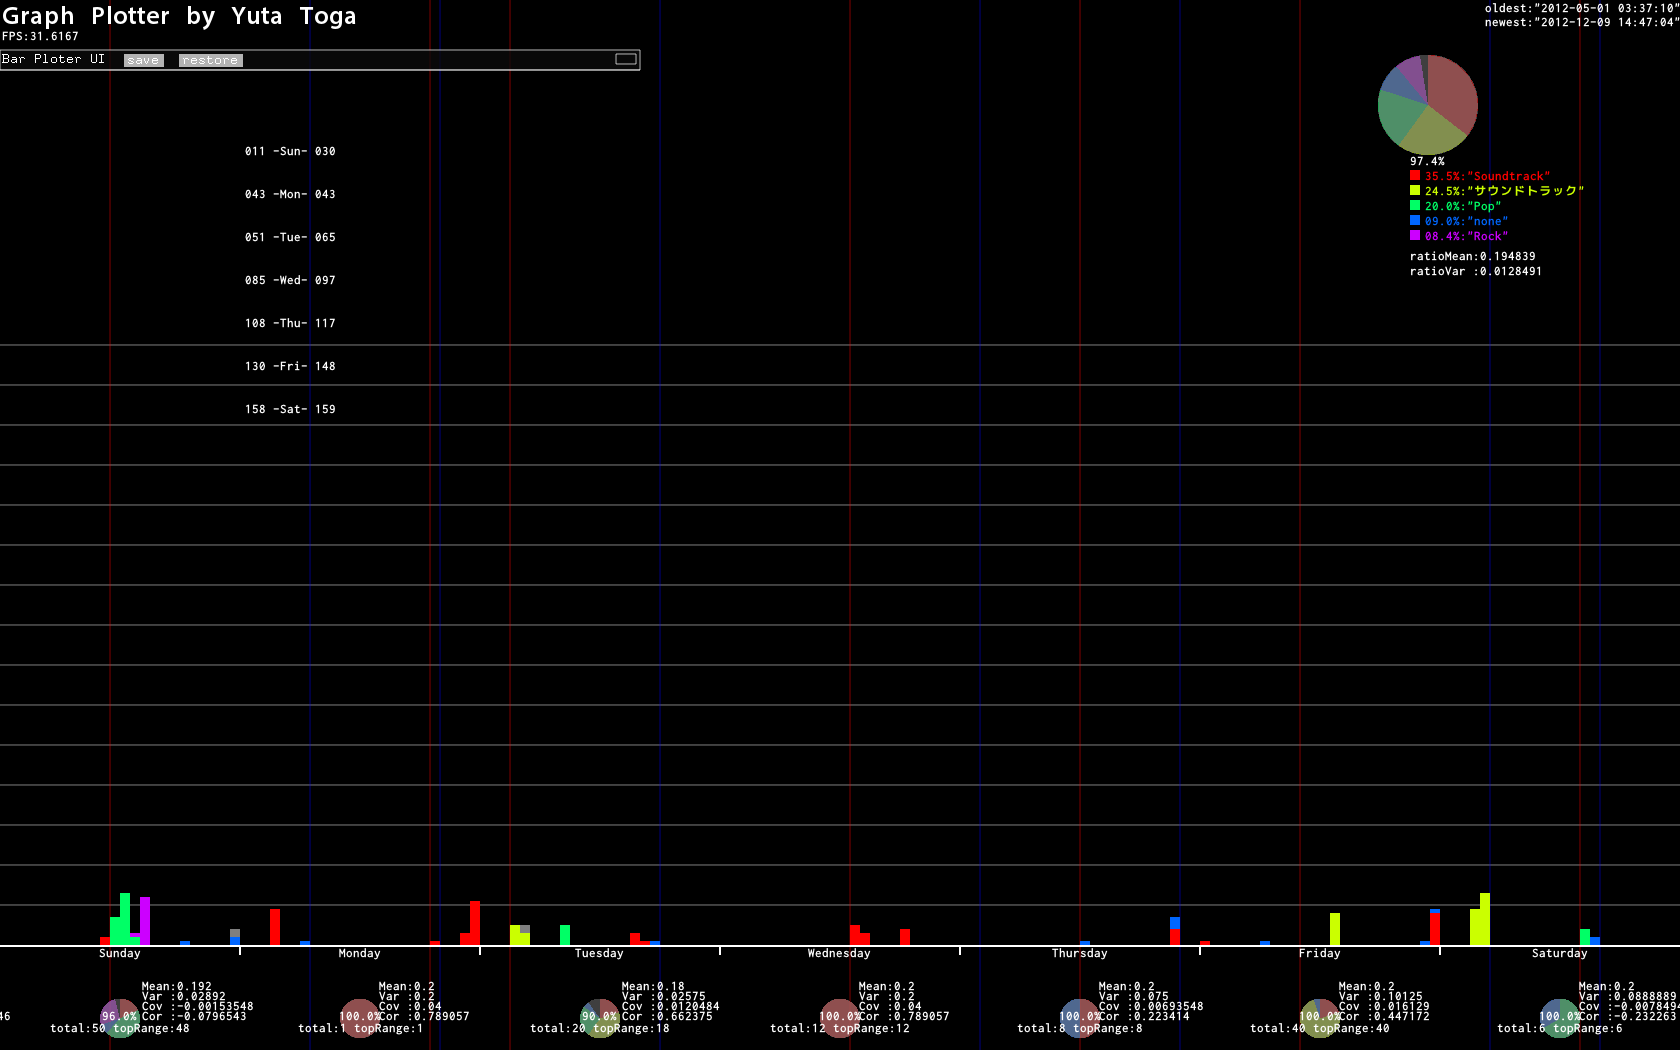 Graph Plotter by Yuta Toga
FPS:31.6167
oldest:"2012-05-01 03:37:10"
newest:"2012-12-09 14:47:04"
Bar Ploter UI save restore
011 -Sun- 030
043 -Mon- 043
051 -Tue- 065
085 -Wed- 097
108 -Thu- 117
130 -Fri- 148
158 -Sat- 159
97.4%
35.5%:"Soundtrack"
24.5%:"サウンドトラック"
20.0%:"Pop"
09.0%:"none"
08.4%:"Rock"
ratioMean:0.194839
ratioVar :0.0128491
Sunday Monday Tuesday Wednesday Thursday Friday Saturday
46
Mean:0.192
Var :0.02892
Cov :-0.00153548
96.0% Cor :-0.0796543
total:50 topRange:48
Mean:0.2
Var :0.2
Cov :0.04
100.0% Cor :0.789057
total:1 topRange:1
Mean:0.18
Var :0.02575
Cov :0.0120484
90.0% Cor :0.662375
total:20 topRange:18
Mean:0.2
Var :0.2
Cov :0.04
100.0% Cor :0.789057
total:12 topRange:12
Mean:0.2
Var :0.075
Cov :0.00693548
100.0% Cor :0.223414
total:8 topRange:8
Mean:0.2
Var :0.10125
Cov :0.016129
100.0% Cor :0.447172
total:40 topRange:40
Mean:0.2
Var :0.0888889
Cov :-0.0078494
100.0% Cor :-0.232263
total:6 topRange:6